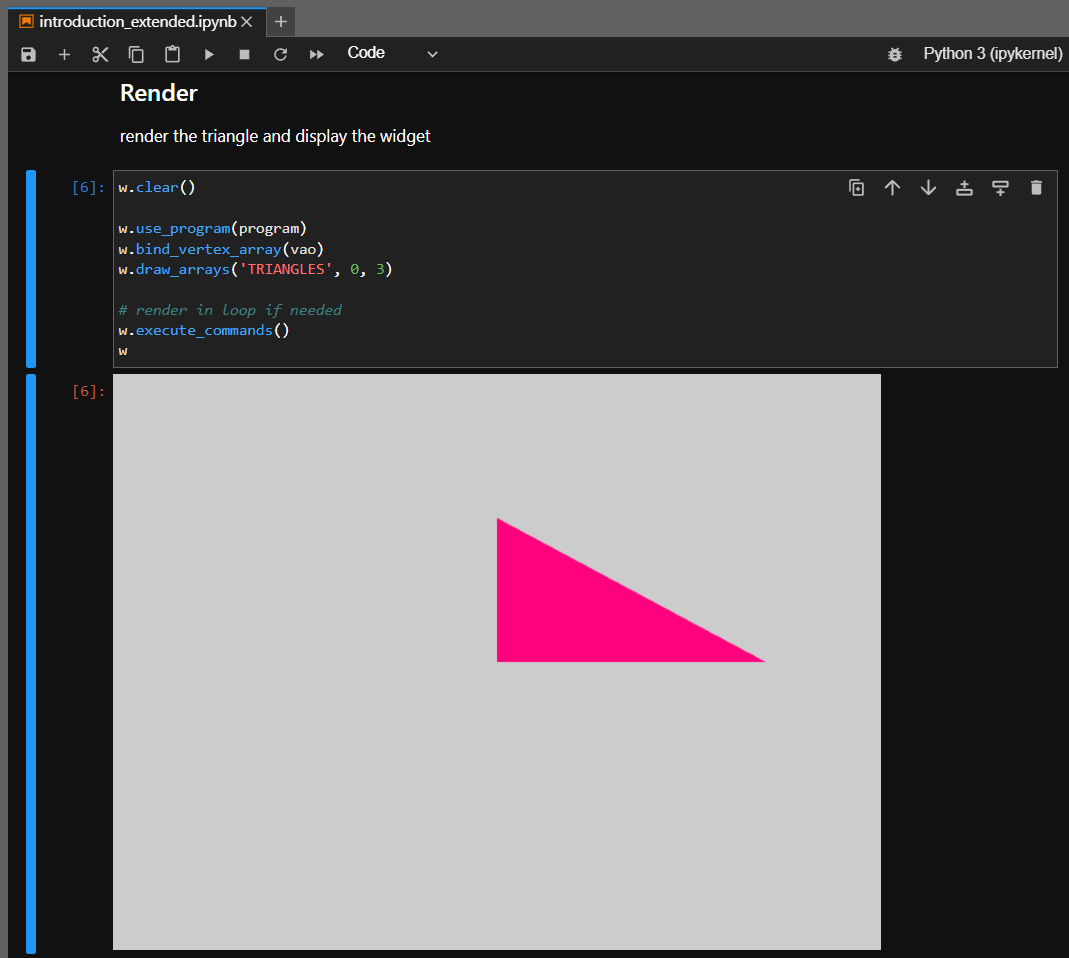 introduction_extended.ipynb
Code
Python 3 (ipykernel)
Render
render the triangle and display the widget
[6]:
w.clear()
w.use_program(program)
w.bind_vertex_array(vao)
w.draw_arrays('TRIANGLES', 0, 3)
# render in loop if needed
w.execute_commands()
w
[6]: